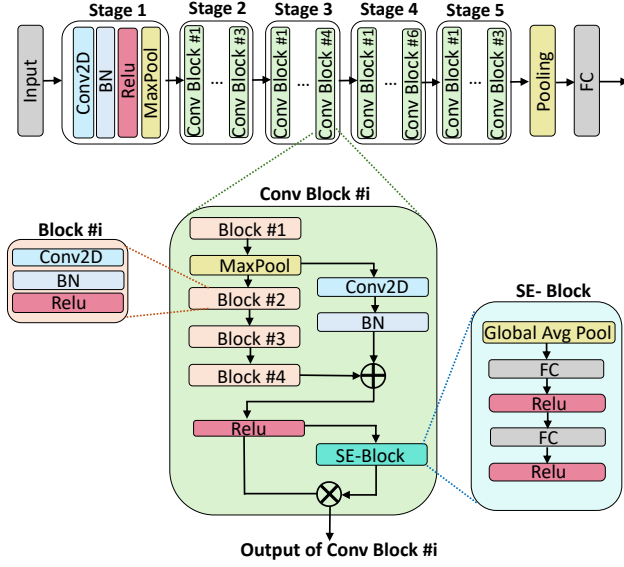 Stage 1 Stage 2 Stage 3 Stage 4 Stage 5
Input
Conv2D
BN
Relu
MaxPool
Conv Block #1
...
Conv Block #3
Conv Block #1
...
Conv Block #4
Conv Block #1
...
Conv Block #6
Conv Block #1
...
Conv Block #3
Pooling
FC
Conv Block #i
Block #1
MaxPool
Block #2
Block #3
Block #4
Conv2D
BN
Relu
SE-Block
Output of Conv Block #i
Block #i
Conv2D
BN
Relu
SE- Block
Global Avg Pool
FC
Relu
FC
Relu